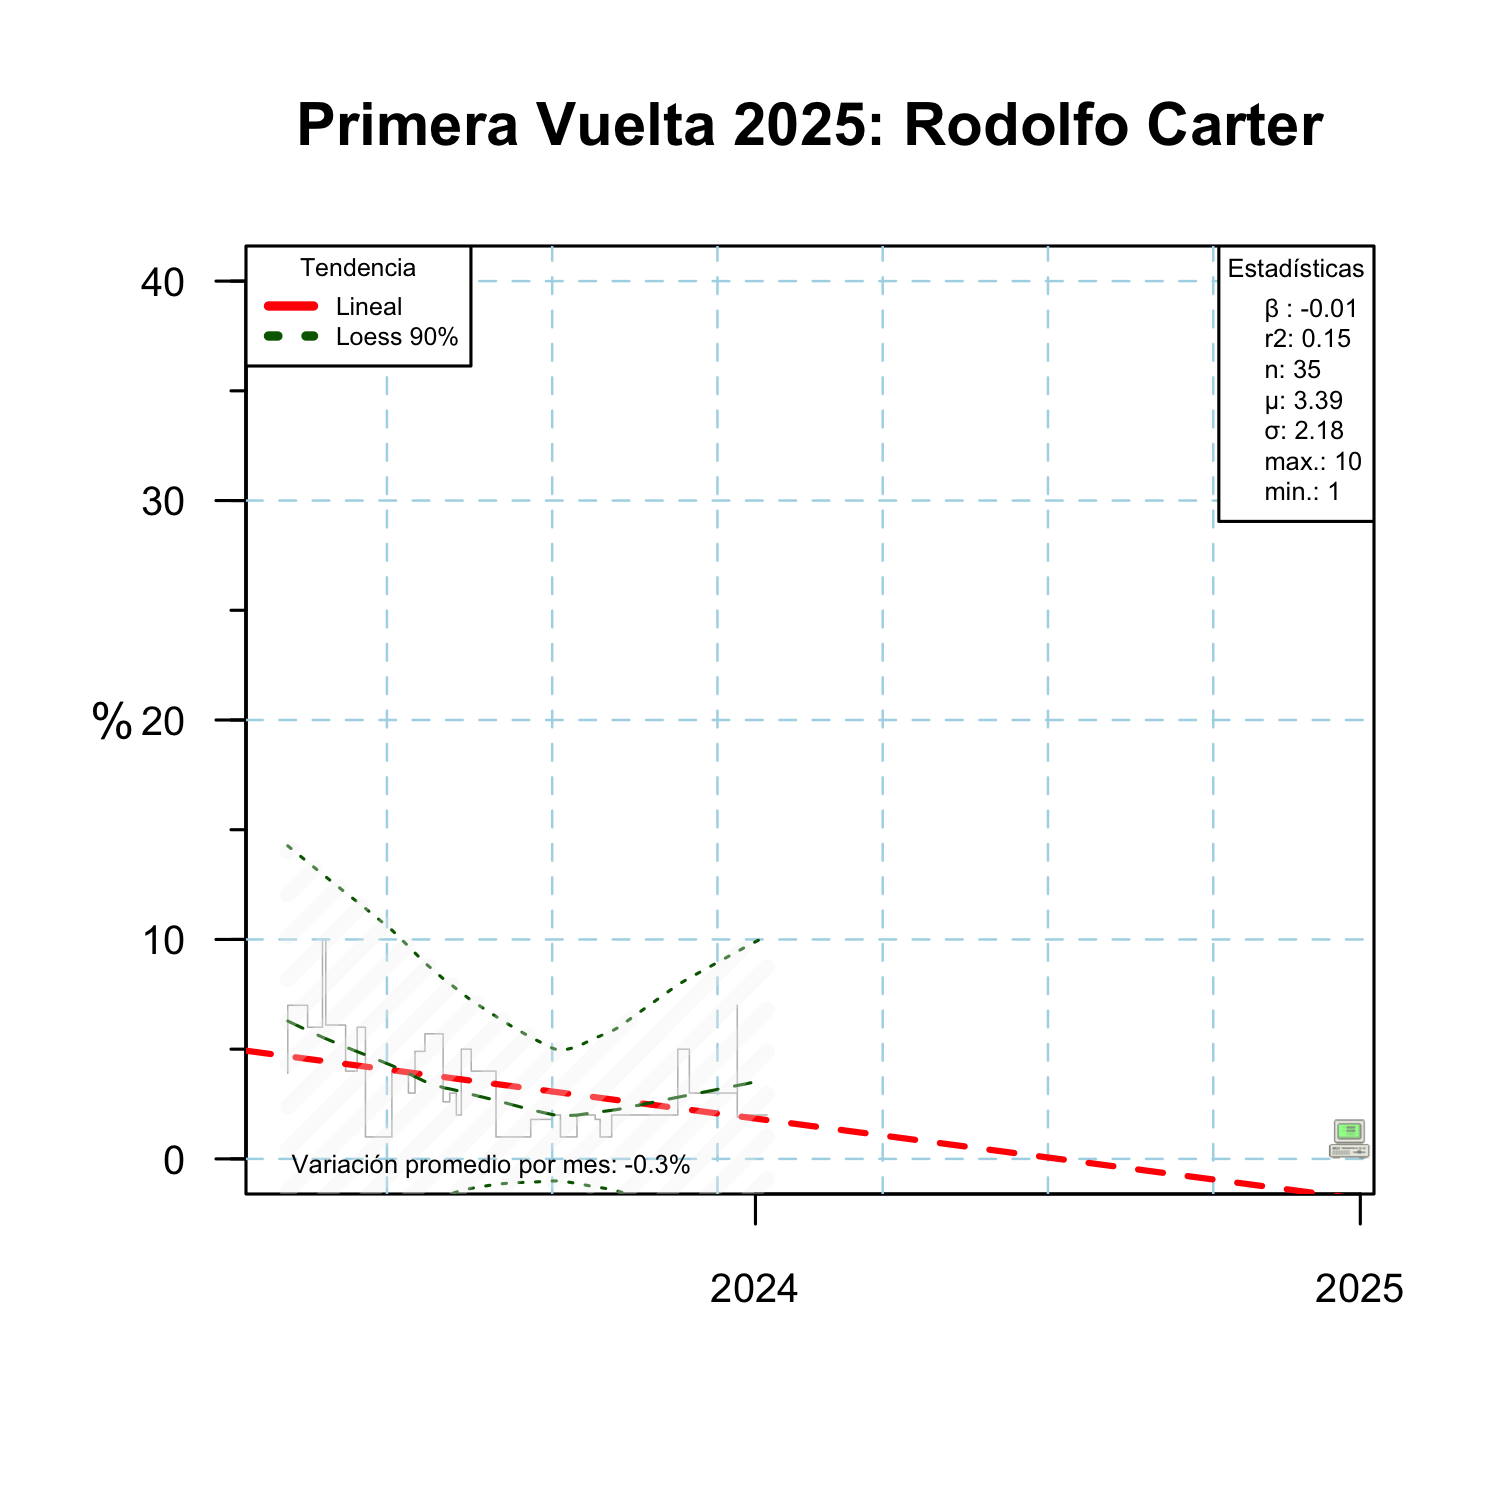 Primera Vuelta 2025: Rodolfo Carter
Tendencia
Lineal
Loess 90%
Estadísticas
β : -0.01
r2: 0.15
n: 35
μ: 3.39
σ: 2.18
max.: 10
min.: 1
40
30
% 20
10
0
Variación promedio por mes: -0.3%
2024 2025